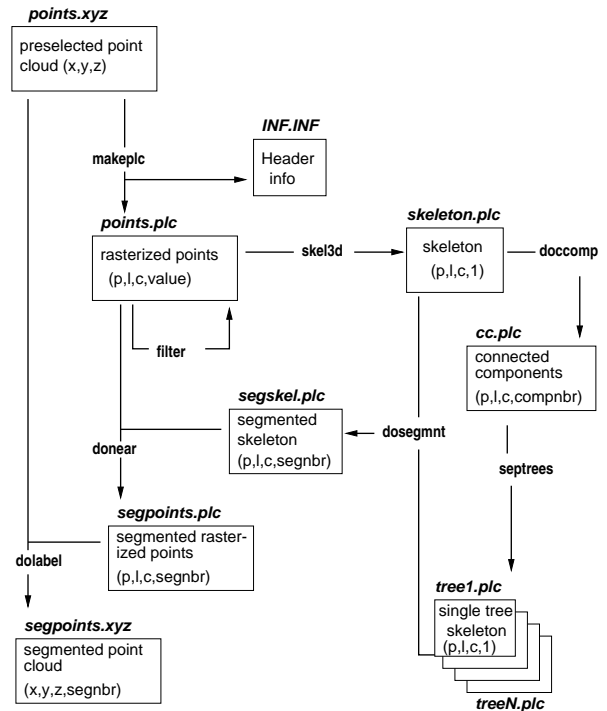 points.xyz
preselected point
cloud (x,y,z)
INF.INF
Header
info
makeplc
points.plc
rasterized points
(p,l,c,value)
skel3d
skeleton.plc
skeleton
(p,l,c,1)
doccomp
filter
cc.plc
connected
components
(p,l,c,compnbr)
segskel.plc
segmented
skeleton
(p,l,c,segnbr)
dosegmnt
donear
septrees
segpoints.plc
segmented raster-
ized points
(p,l,c,segnbr)
dolabel
tree1.plc
single tree
skeleton
(p,l,c,1)
treeN.plc
segpoints.xyz
segmented point
cloud
(x,y,z,segnbr)